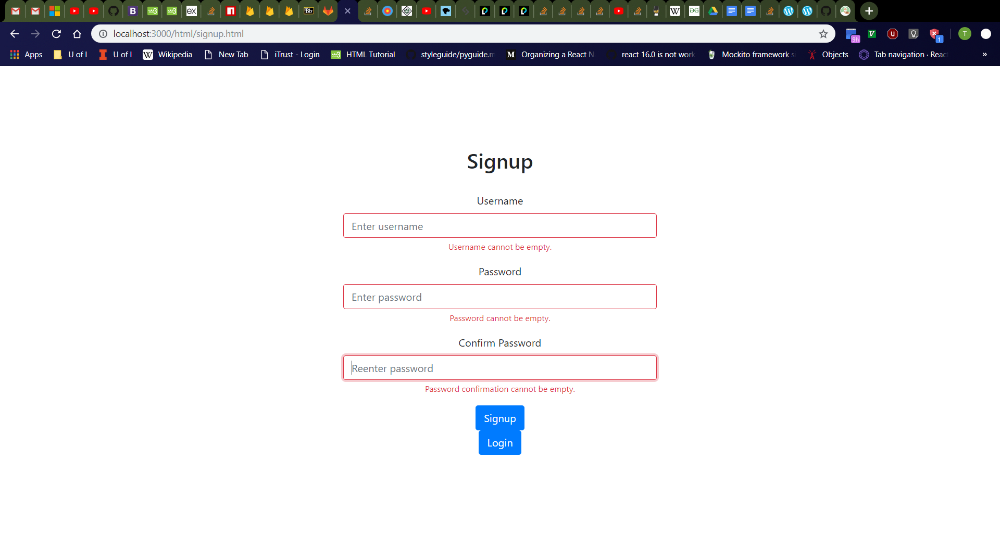 localhost:3000/html/signup.html
Apps U of I U of I Wikipedia New Tab iTrust - Login HTML Tutorial styleguide/pyguide.m Organizing a React N react 16.0 is not work Mockito framework si Objects Tab navigation · Reac »
Signup
Username
Enter username
Username cannot be empty.
Password
Enter password
Password cannot be empty.
Confirm Password
Reenter password
Password confirmation cannot be empty.
Signup
Login